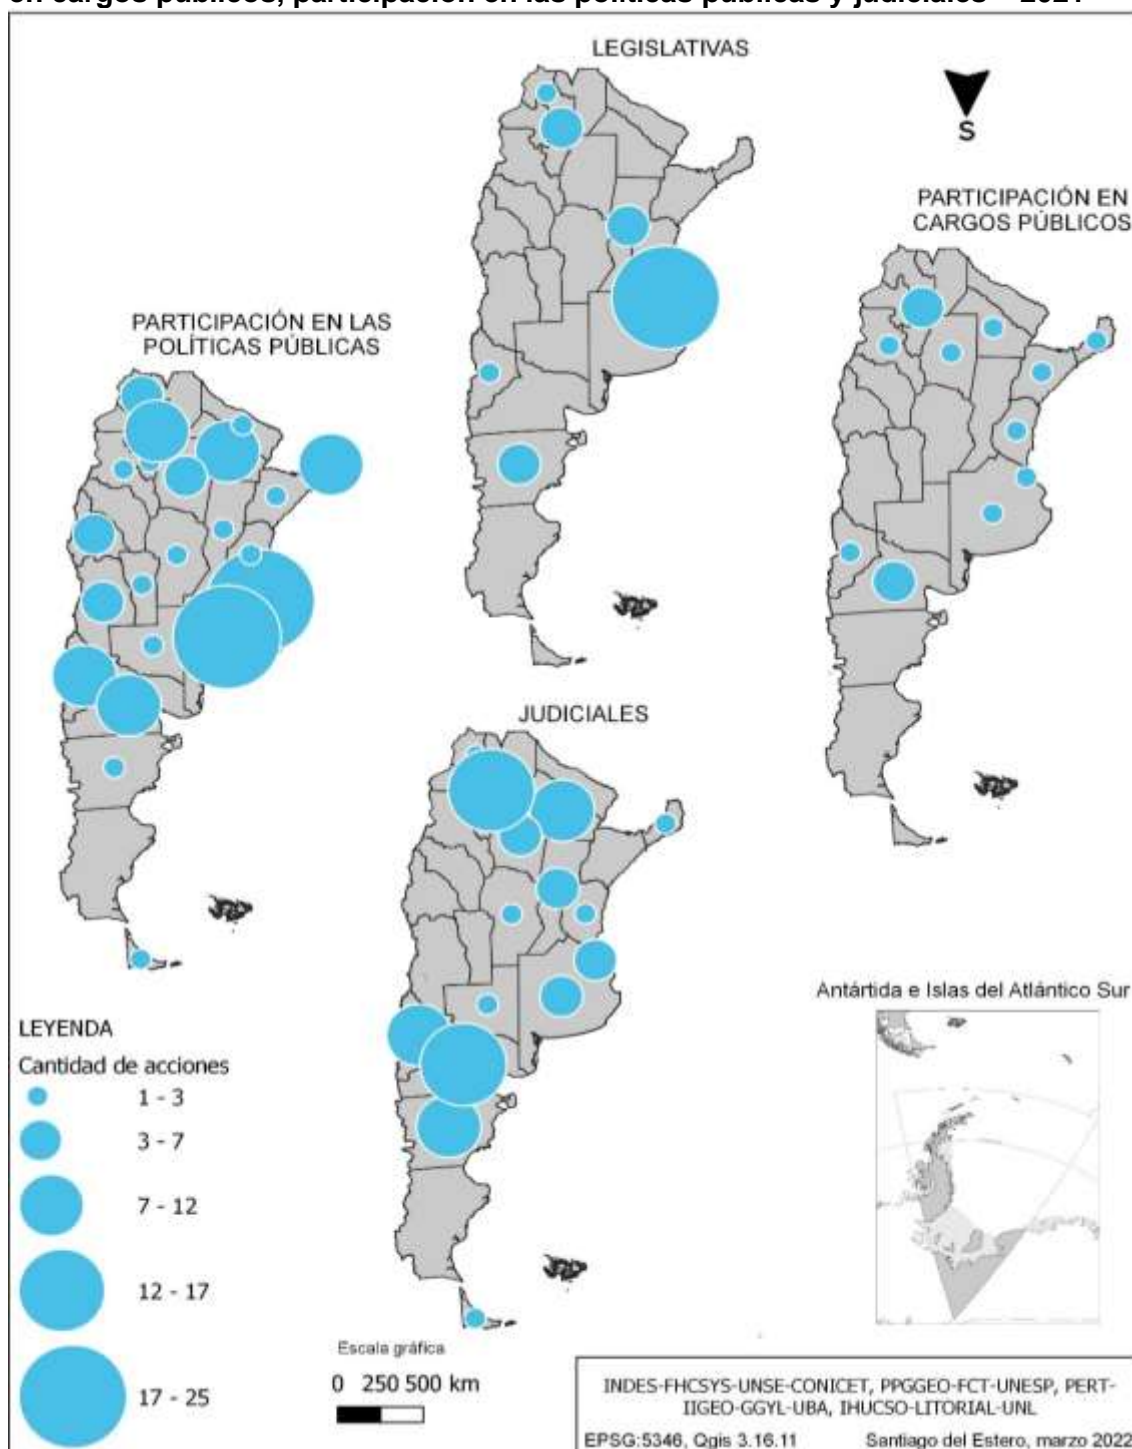 en cargos públicos, participación en las políticas públicas y judiciales – 2021
LEGISLATIVAS
S
PARTICIPACIÓN EN
CARGOS PÚBLICOS
PARTICIPACIÓN EN LAS
POLÍTICAS PÚBLICAS
JUDICIALES
Antártida e Islas del Atlántico Sur
LEYENDA
Cantidad de acciones
1 - 3
3 - 7
7 - 12
12 - 17
17 - 25
Escala gráfica
0 250 500 km
INDES-FHCSYS-UNSE-CONICET, PPGGEO-FCT-UNESP, PERT-
IIGEO-GGYL-UBA, IHUCSO-LITORIAL-UNL
EPSG:5346, Qgis 3.16.11 Santiago del Estero, marzo 2022